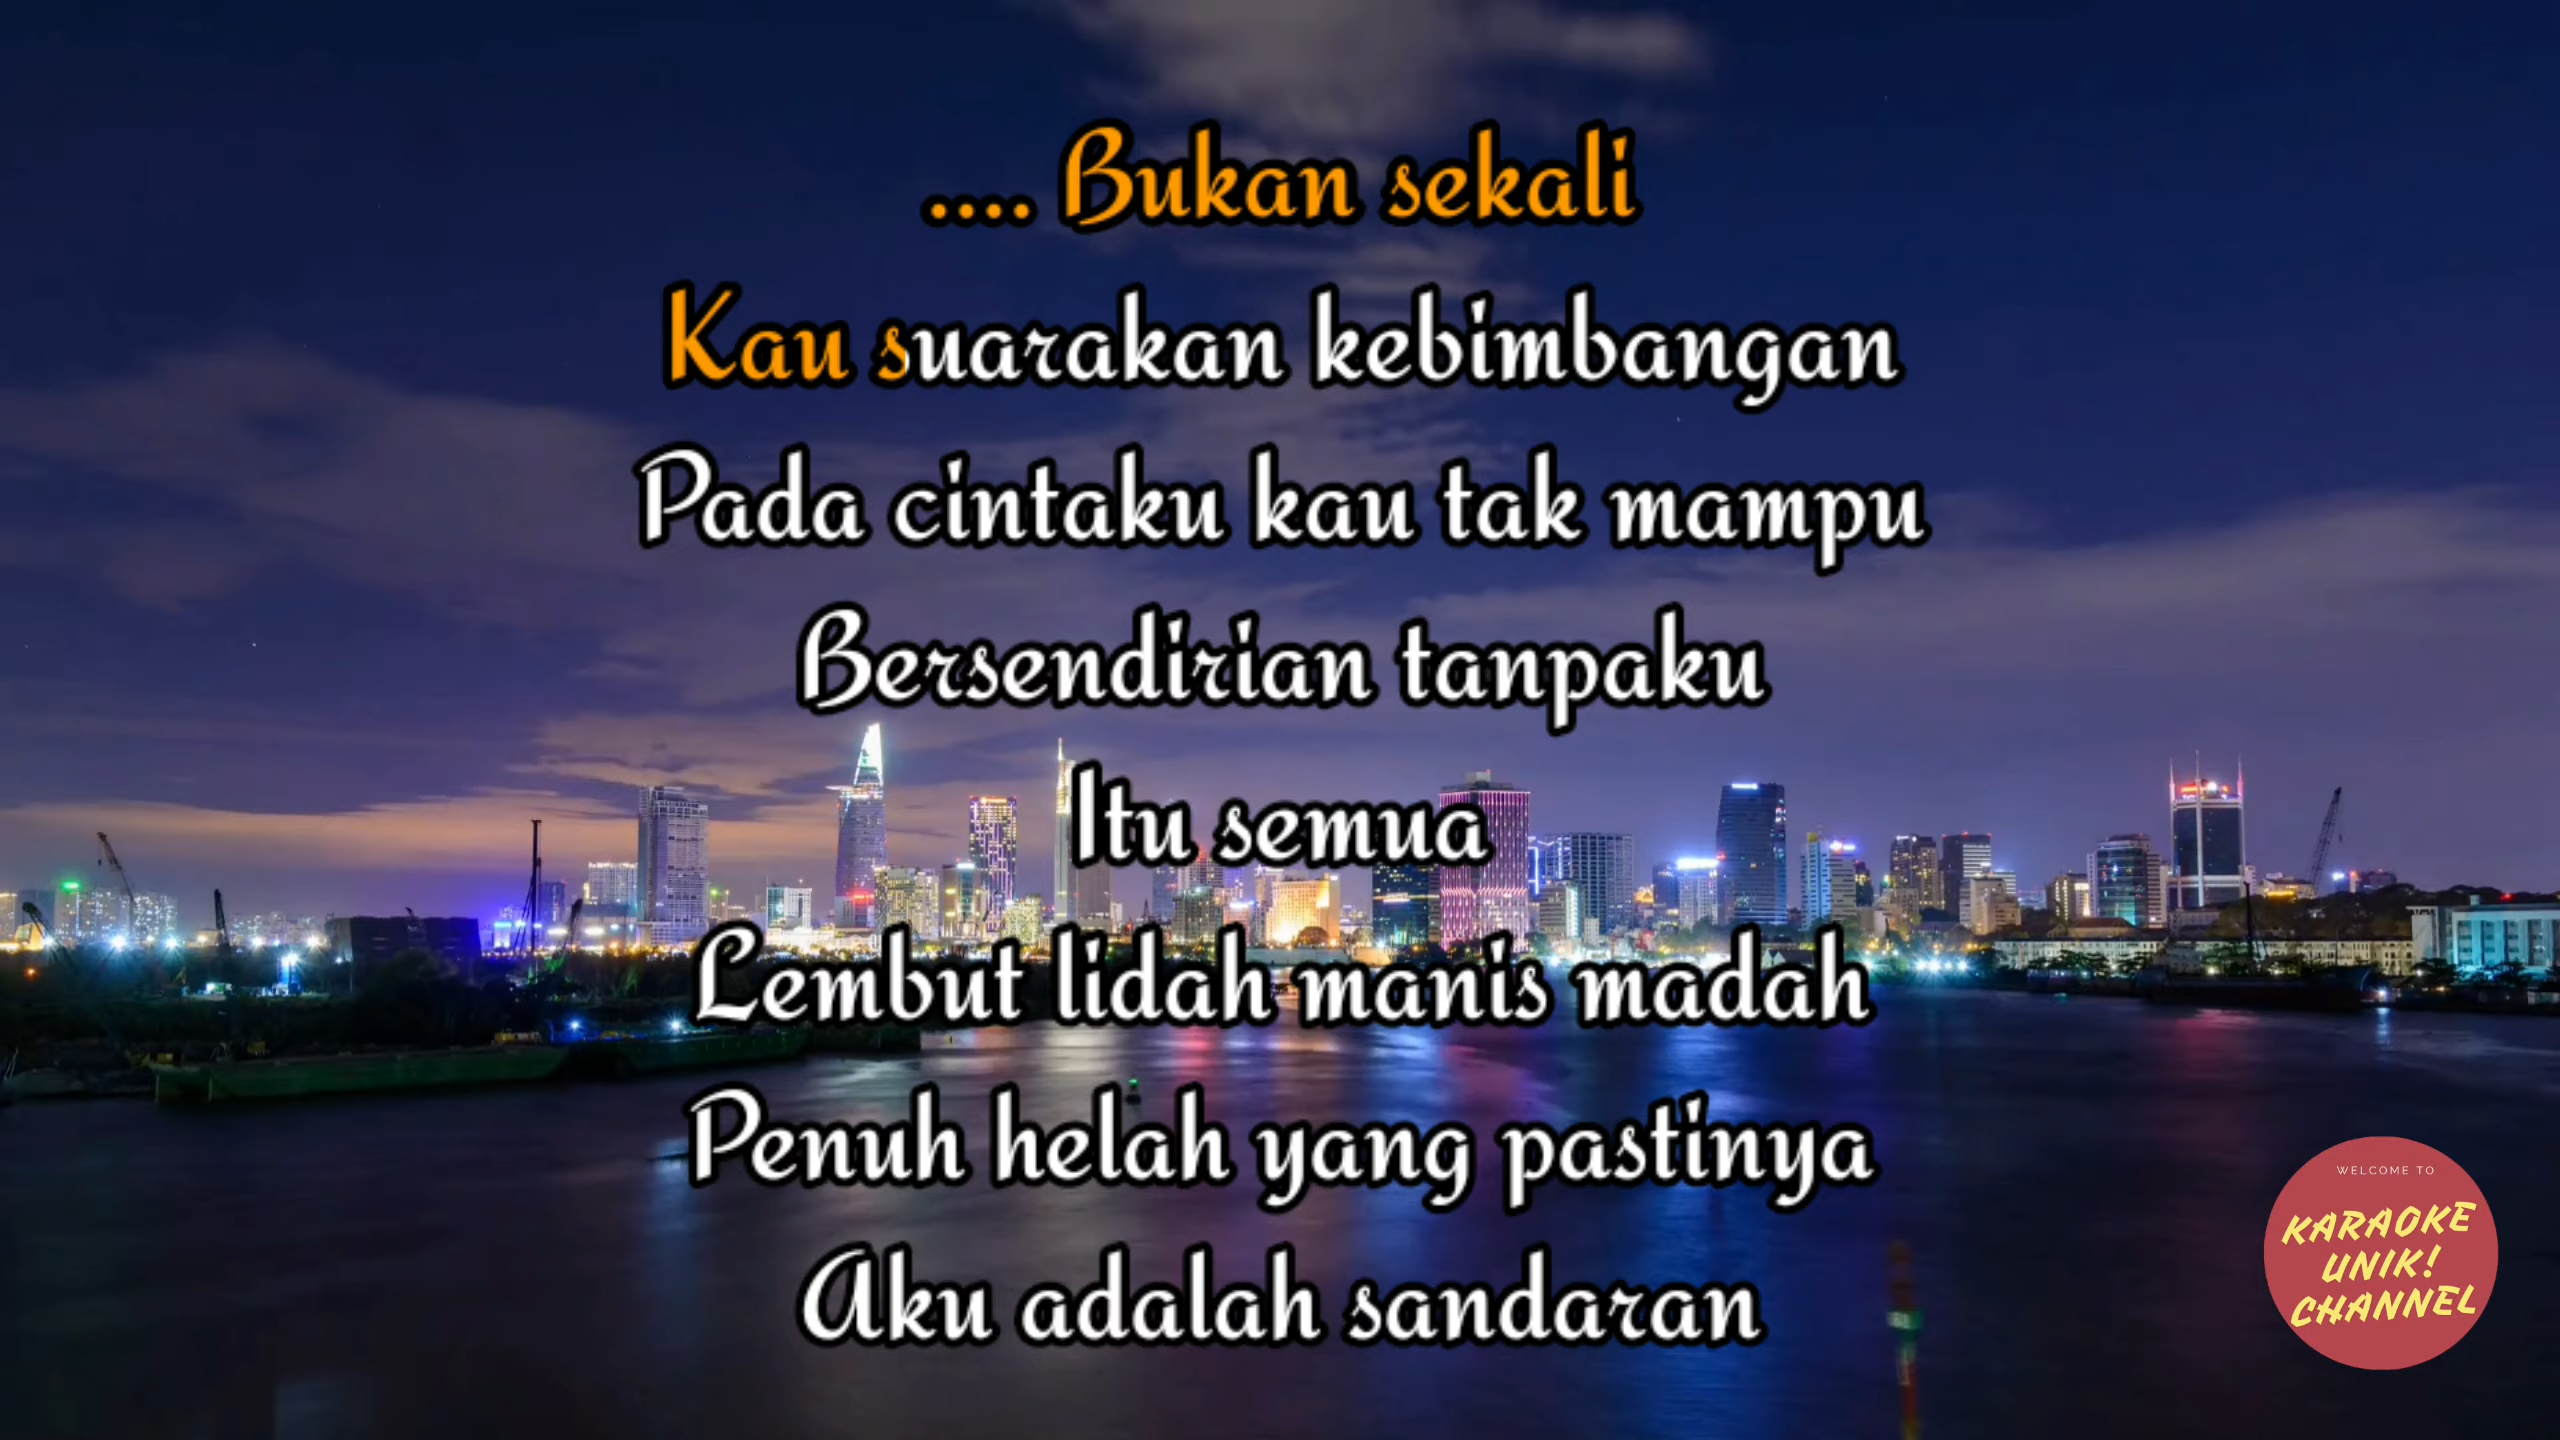 .... Bukan sekali
Kau suarakan kebimbangan
Pada cintaku kau tak mampu
Bersendirian tanpaku
Itu semua
Lembut lidah manis madah
Penuh helah yang pastinya
Aku adalah sandaran
WELCOME TO
KARAOKE
UNIK!
CHANNEL